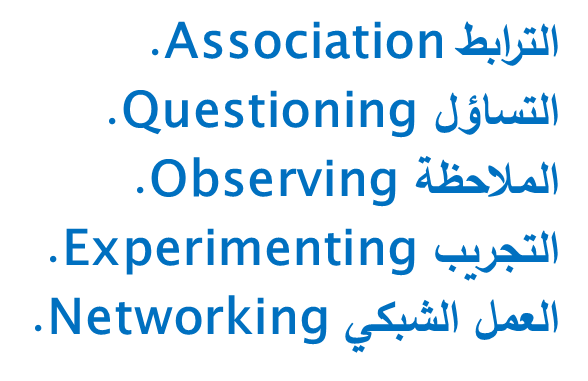 الترابط Association.
التساؤل Questioning.
الملاحظة Observing.
التجريب Experimenting.
العمل الشبكي Networking.